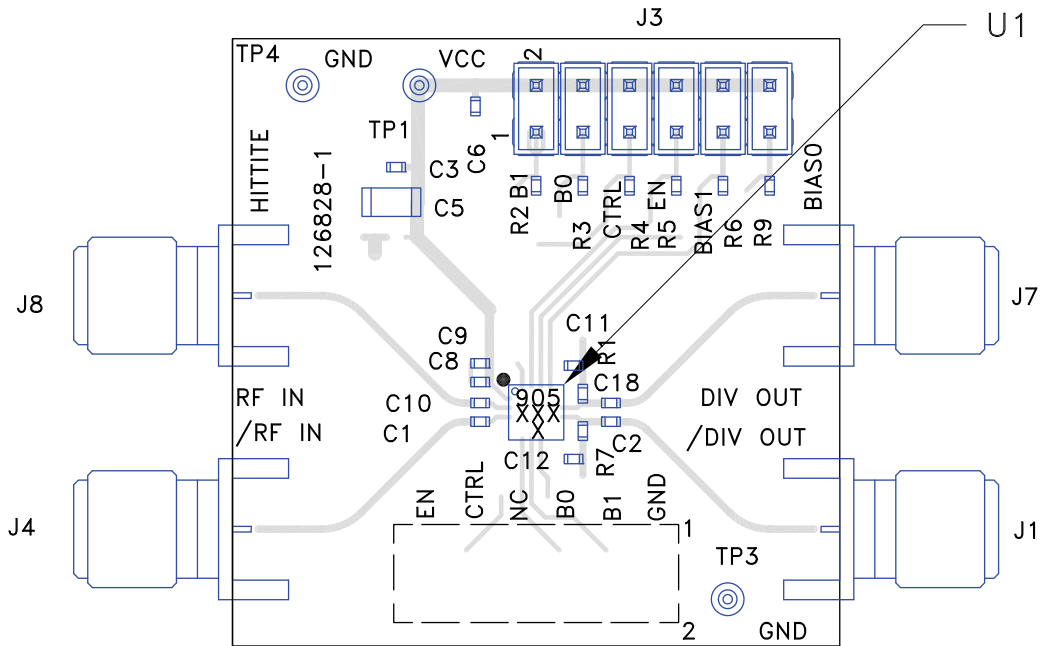 J3
U1
TP4
GND
VCC
2
1
TP1
C6
C3
C5
HITTITE
126828-1
R2
B1
B0
R3
CTRL
R4
R5
EN
BIAS1
R6
R9
BIAS0
J8
J7
C9
C8
C11
R1
C18
905
XXX
X
RF IN
/RF IN
C10
C1
DIV OUT
/DIV OUT
C2
C12
R7
J4
J1
EN
CTRL
NC
B0
B1
GND
1
2
TP3
GND